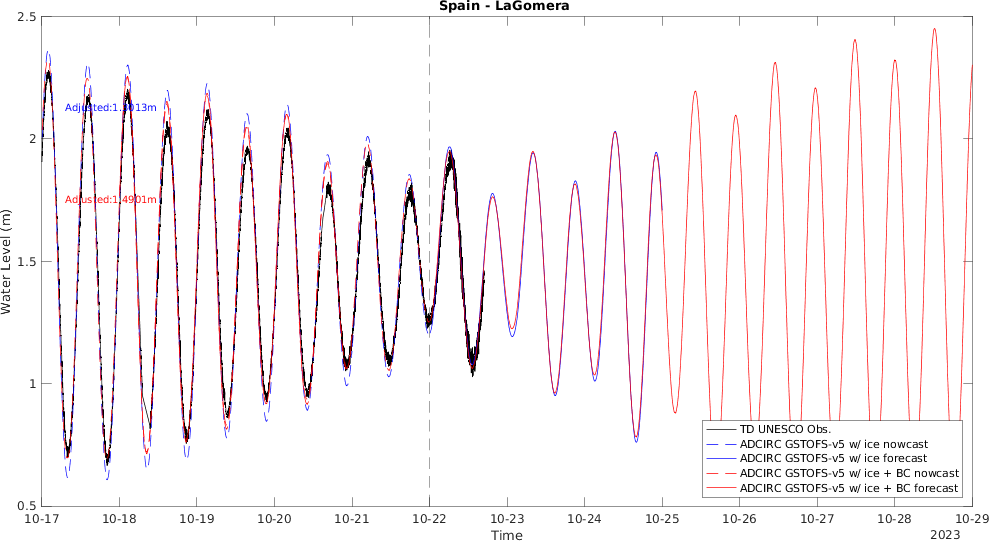 Spain - LaGomera
2.5
2
1.5
1
0.5
Water Level (m)
Adjusted:1.3013m
Adjusted:1.4901m
TD UNESCO Obs.
ADCIRC GSTOFS-v5 w/ ice nowcast
ADCIRC GSTOFS-v5 w/ ice forecast
ADCIRC GSTOFS-v5 w/ ice + BC nowcast
ADCIRC GSTOFS-v5 w/ ice + BC forecast
10-17 10-18 10-19 10-20 10-21 10-22 10-23 10-24 10-25 10-26 10-27 10-28 10-29
Time
2023